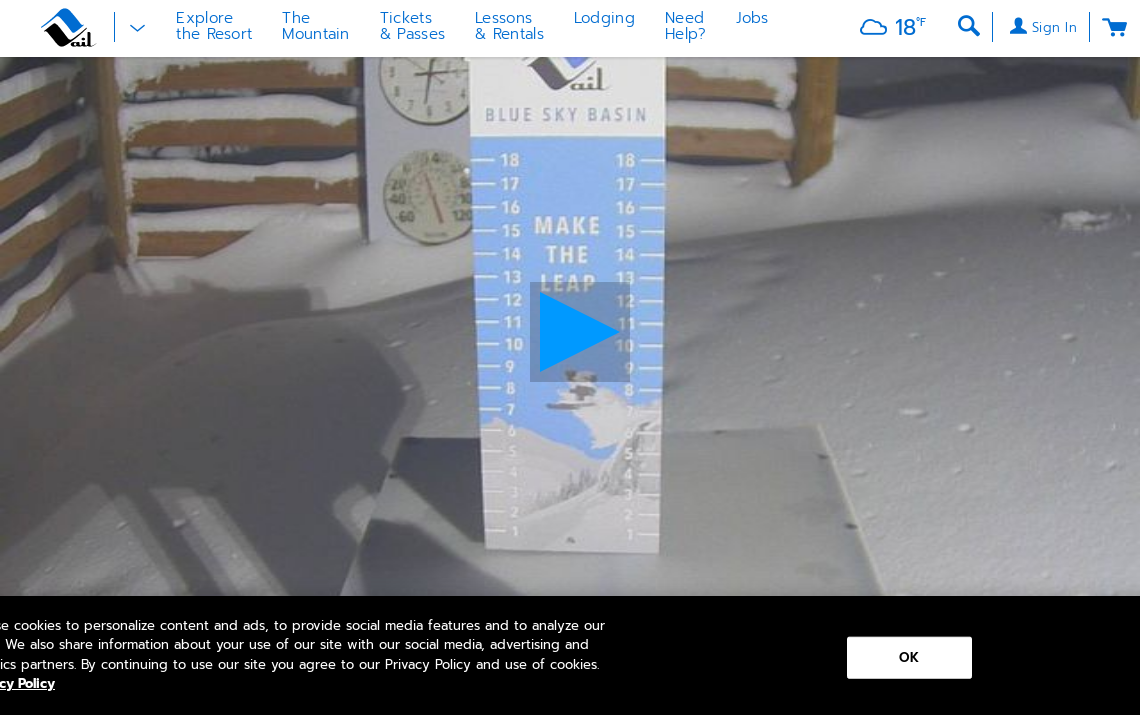 Vail
Explore
the Resort
The
Mountain
Tickets
& Passes
Lessons
& Rentals
Lodging
Need
Help?
Jobs
18°F
Sign In
ail
BLUE SKY BASIN
18 18
17 17
16 16
15 15
14 14
13 13
12 12
11 11
10 10
9 9
8 8
7 7
6 6
5 5
4 4
3 3
2 2
1 1
MAKE
THE
LEAP
-60
120
cookies to personalize content and ads, to provide social media features and to analyze our
We also share information about your use of our site with our social media, advertising and
partners. By continuing to use our site you agree to our Privacy Policy and use of cookies.
Policy
OK